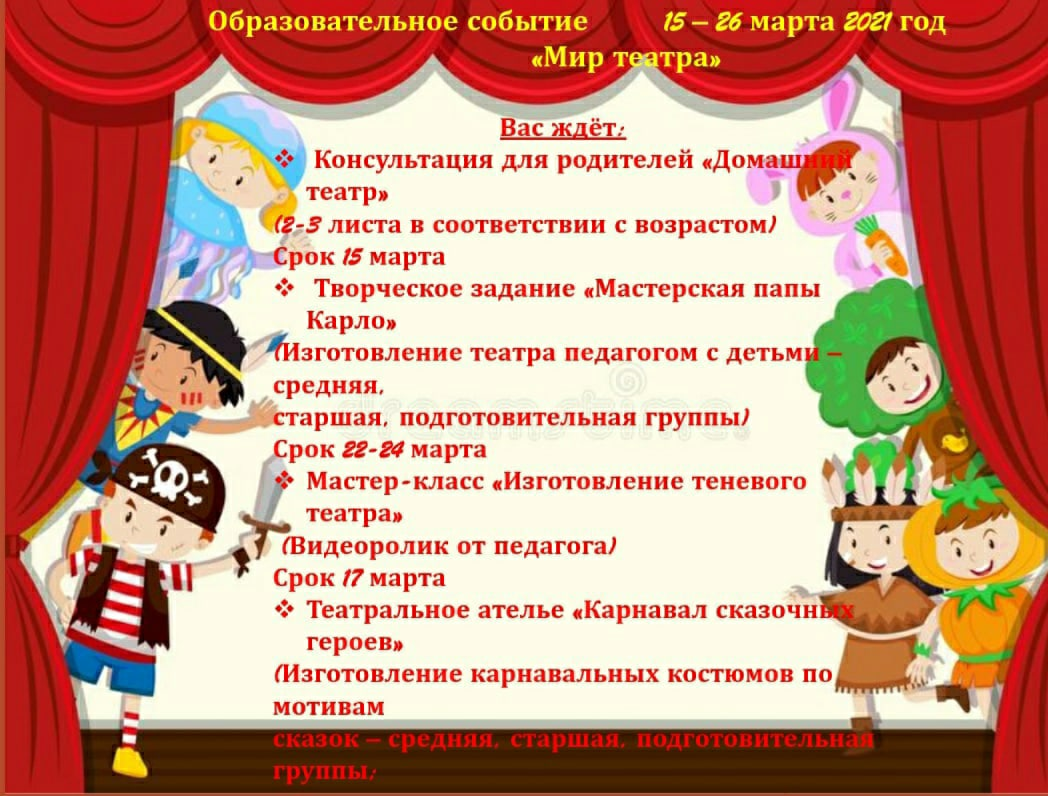 Образовательное событие 15 – 26 марта 2021 год
«Мир театра»
Вас ждёт:
❖ Консультация для родителей «Домашний
театр»
(2-3 листа в соответствии с возрастом)
Срок 15 марта
❖ Творческое задание «Мастерская папы
Карло»
(Изготовление театра педагогом с детьми –
средняя,
старшая, подготовительная группы)
Срок 22-24 марта
❖ Мастер-класс «Изготовление теневого
театра»
(Видеоролик от педагога)
Срок 17 марта
❖ Театральное ателье «Карнавал сказочных
героев»
(Изготовление карнавальных костюмов по
мотивам
сказок – средняя, старшая, подготовительная
группы;